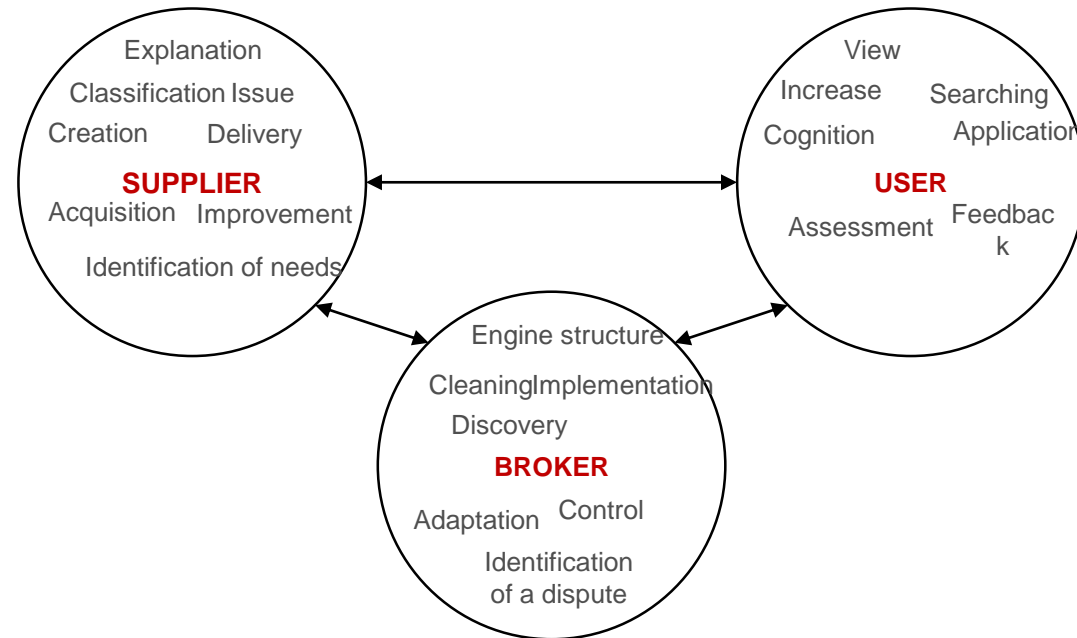 Explanation
Classification Issue
Creation Delivery
SUPPLIER
Acquisition Improvement
Identification of needs
View
Increase Searching
Cognition Application
USER
Assessment Feedbac
k
Engine structure
CleaningImplementation
Discovery
BROKER
Adaptation Control
Identification
of a dispute